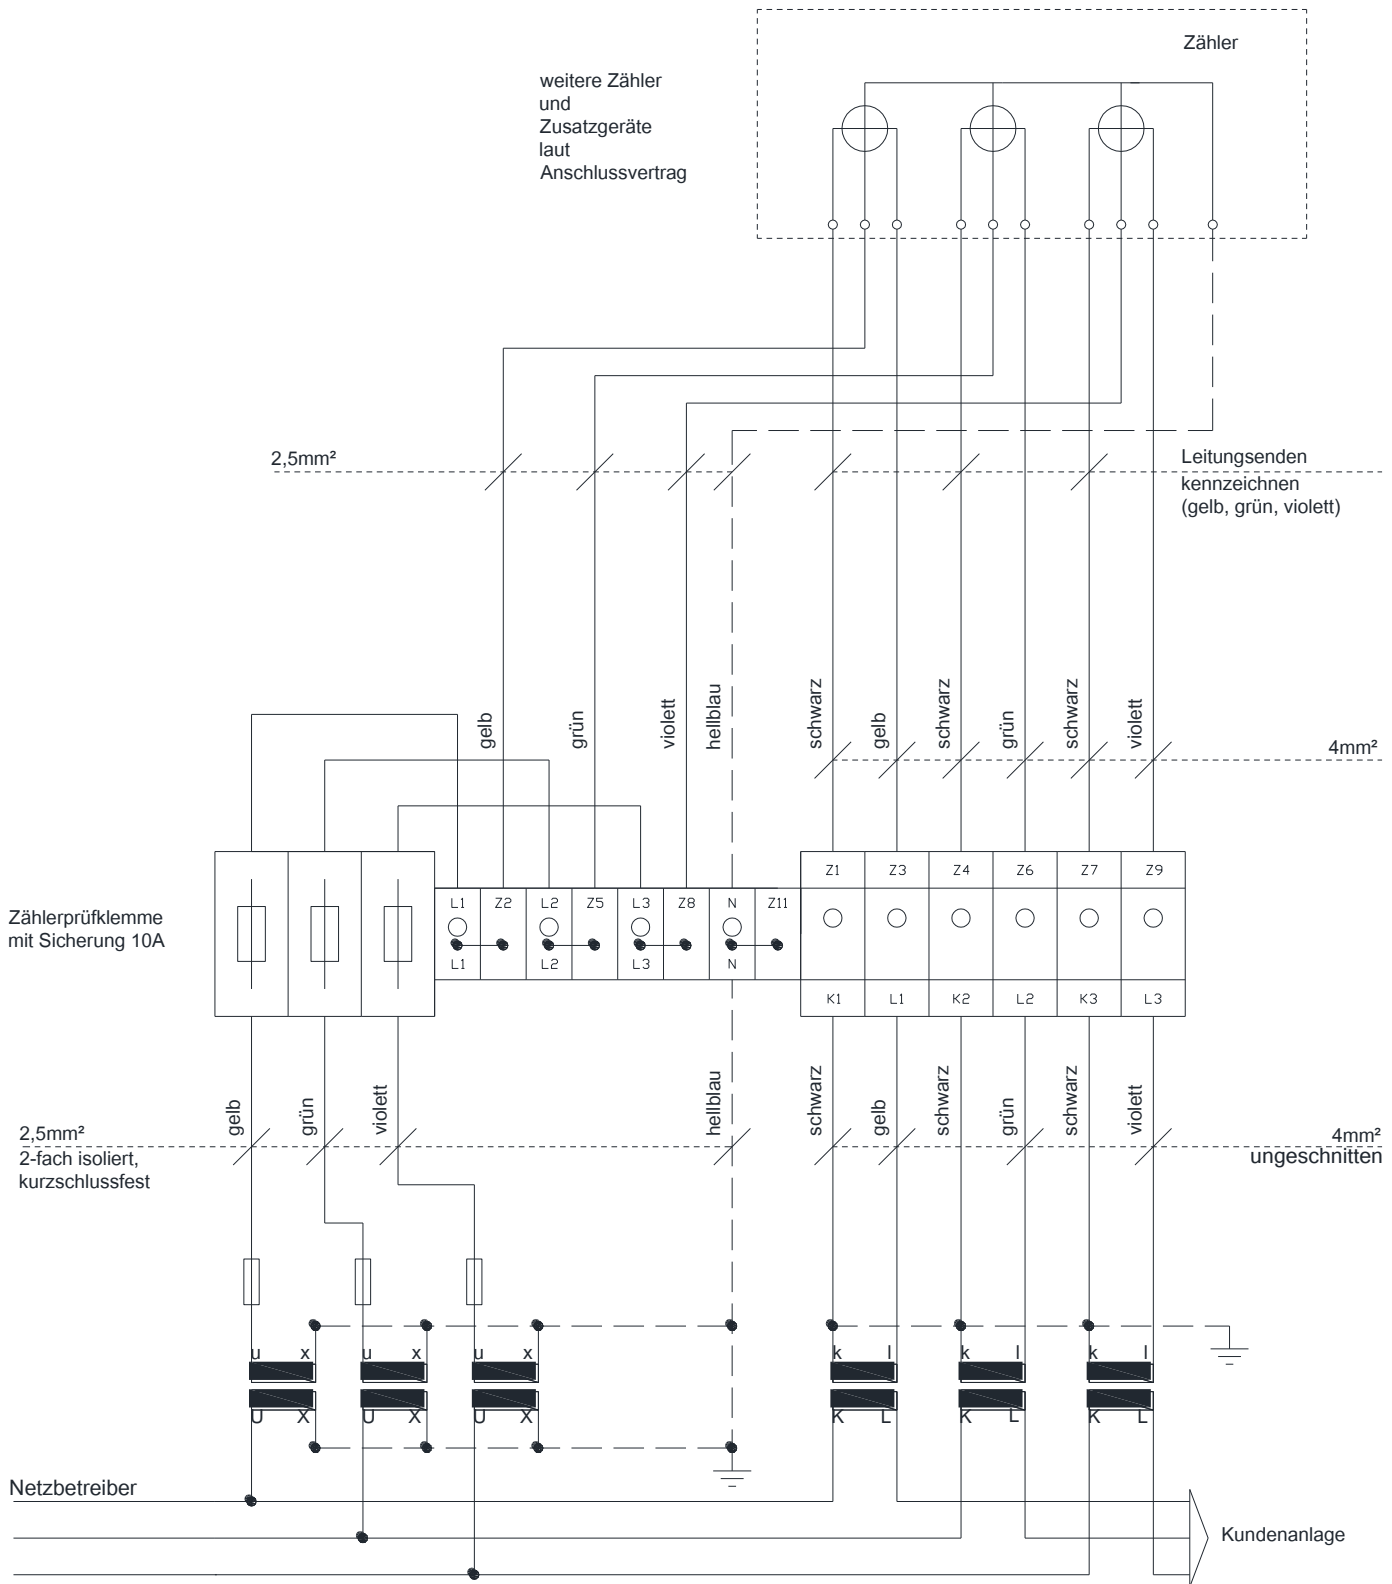 Zähler
weitere Zähler
und
Zusatzgeräte
laut
Anschlussvertrag
2,5mm²
Leitungsenden
kennzeichnen
(gelb, grün, violett)
gelb
grün
violett
hellblau
schwarz
gelb
schwarz
grün
schwarz
violett
4mm²
Zählerprüfklemme
mit Sicherung 10A
L1 Z2 L2 Z5 L3 Z8 N Z11
L1 L2 L3 N
Z1 Z3 Z4 Z6 Z7 Z9
K1 L1 K2 L2 K3 L3
gelb
grün
violett
hellblau
schwarz
gelb
schwarz
grün
schwarz
violett
2,5mm²
2-fach isoliert,
kurzschlussfest
4mm²
ungeschnitten
u x u x u x k l k l k l
U X U X U X K L K L K L
Netzbetreiber
Kundenanlage